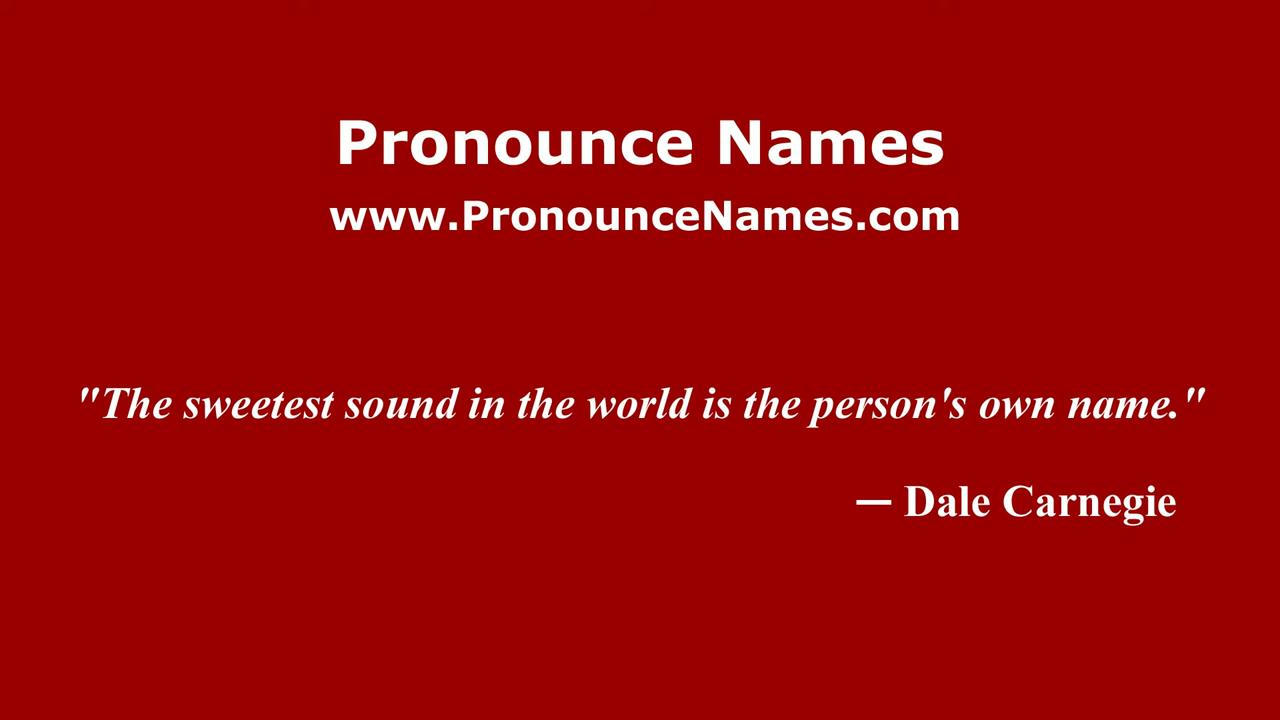 Pronounce Names
www.PronounceNames.com
"The sweetest sound in the world is the person's own name."
— Dale Carnegie